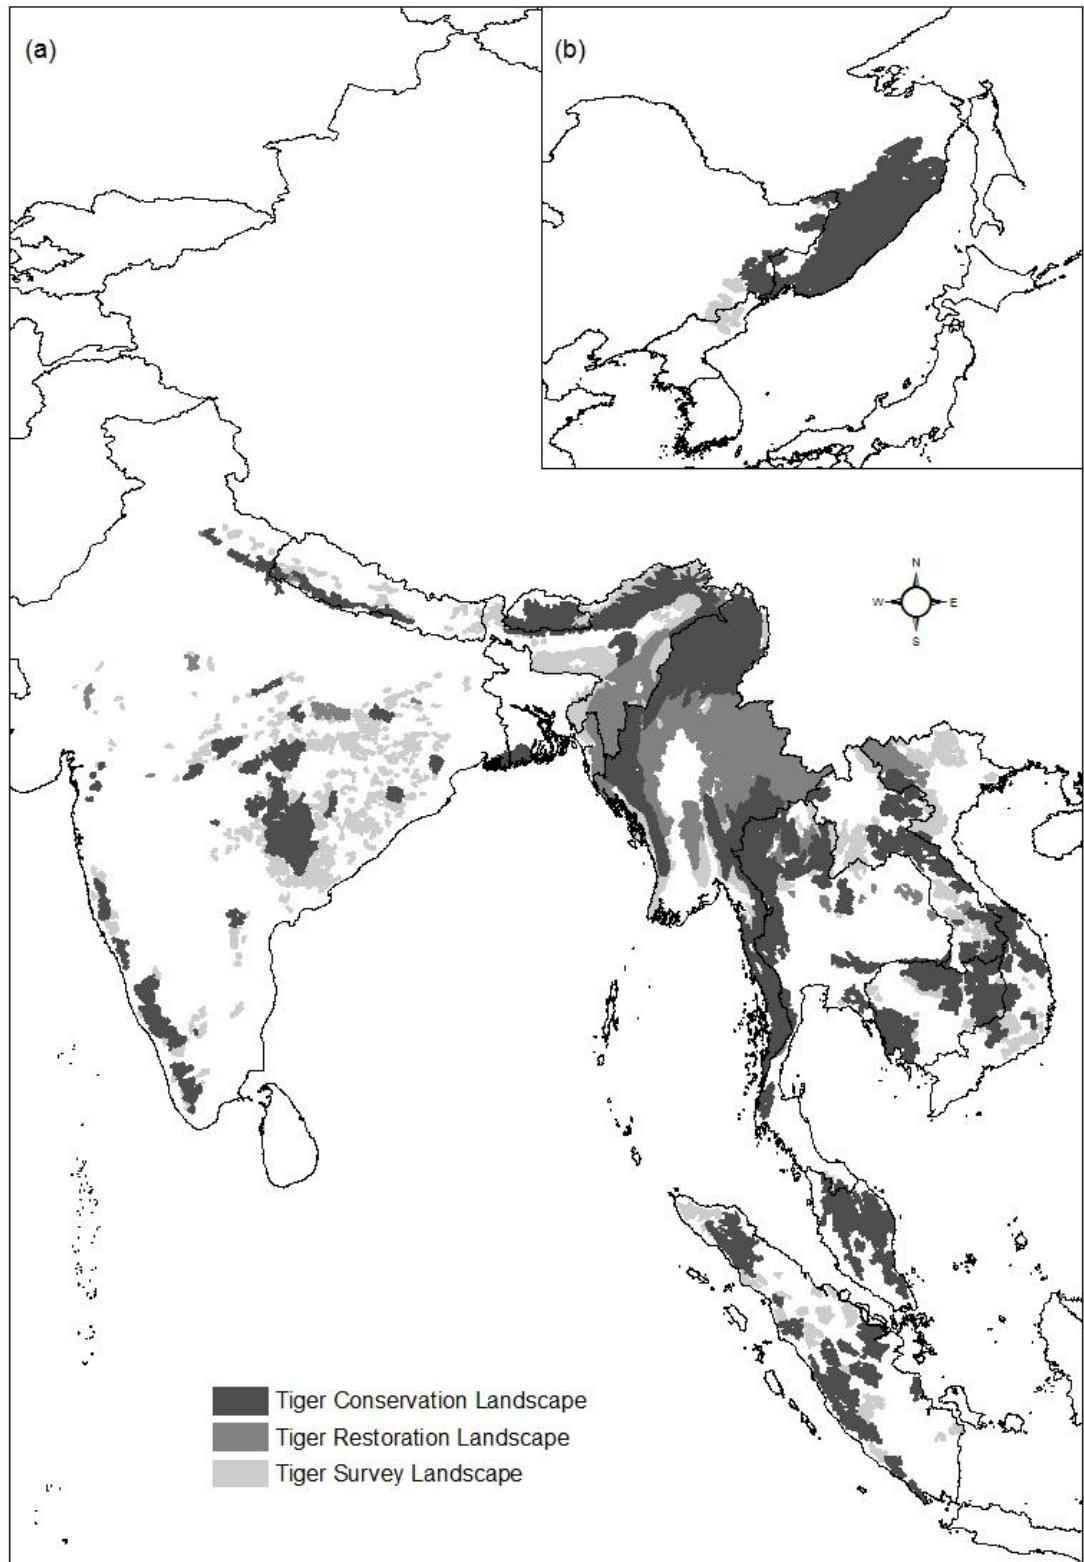 (a)
(b)
N
W E
S
Tiger Conservation Landscape
Tiger Restoration Landscape
Tiger Survey Landscape